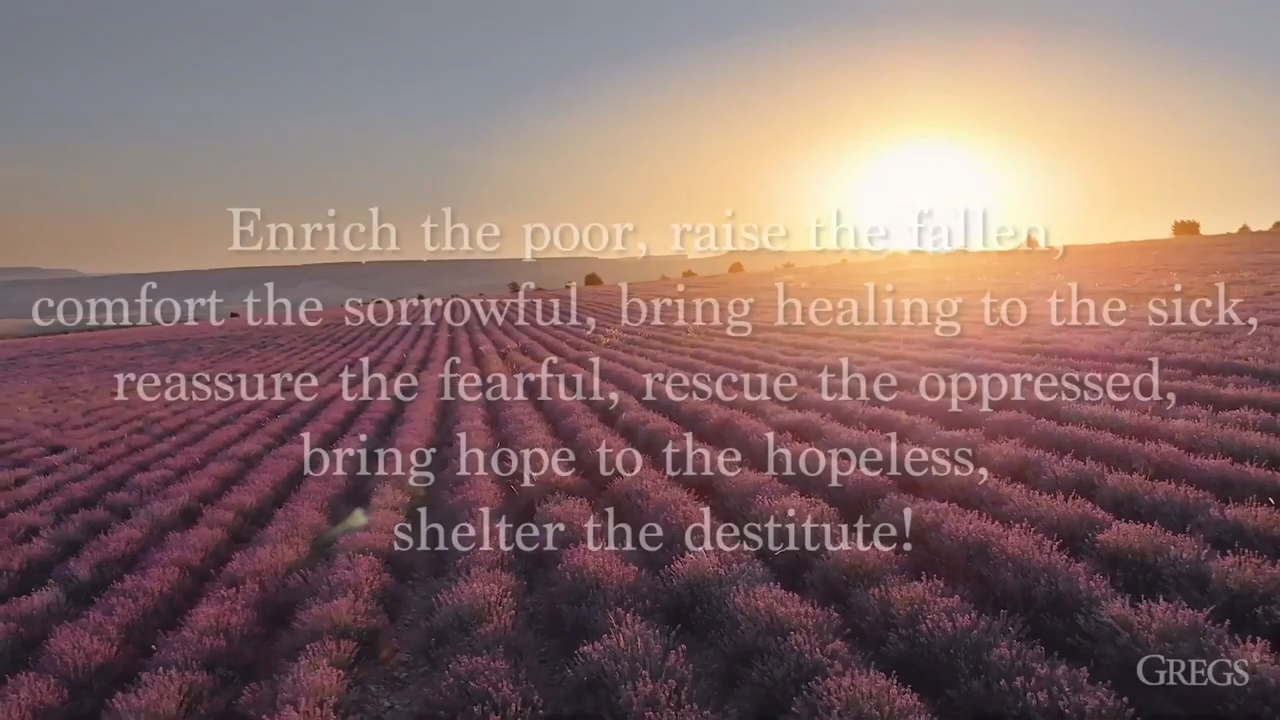 Enrich the poor, raise the fallen,
comfort the sorrowful, bring healing to the sick,
reassure the fearful, rescue the oppressed,
bring hope to the hopeless,
shelter the destitute!
GREGS